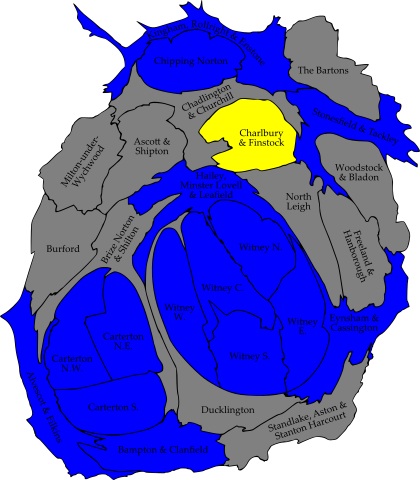 Kingham, Rollright & Enstone
Chipping Norton
The Bartons
Chadlington
& Churchill
Stonesfield & Tackley
Charlbury
& Finstock
Ascott &
Shipton
Milton-under-
Wychwood
Woodstock
& Bladon
Hailey,
Minster Lovell
& Leafield
North
Leigh
Freeland &
Hanborough
Brize Norton
& Shilton
Burford
Witney N.
Witney C.
Witney
W.
Witney
E.
Eynsham &
Cassington
Carterton
N.E.
Carterton
N.W.
Witney S.
Carterton S.
Alvescot & Filkins
Ducklington
Standlake, Aston &
Stanton Harcourt
Bampton & Clanfield